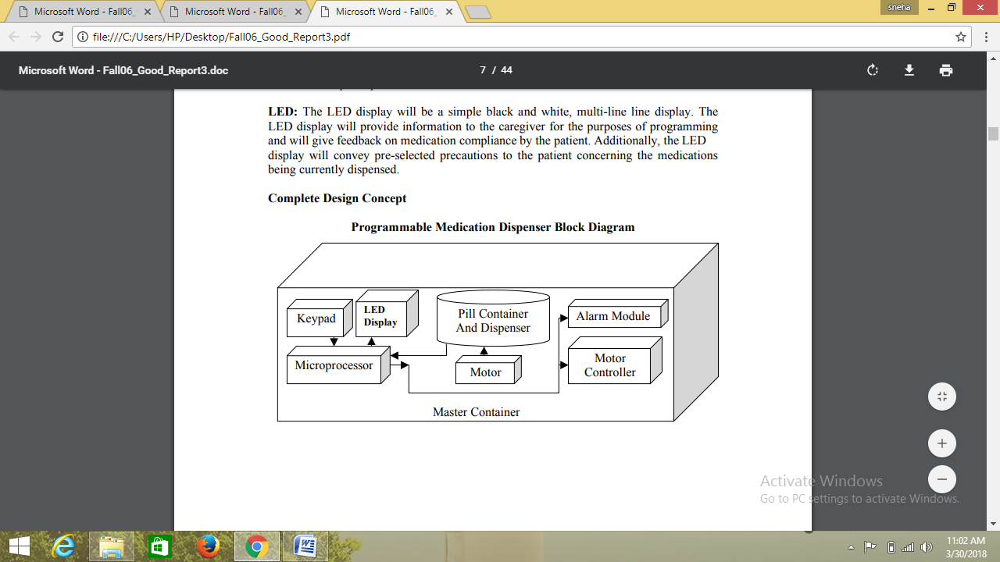 Microsoft Word - Fall06_
Microsoft Word - Fall06_
Microsoft Word - Fall06_
sneha
file:///C:/Users/HP/Desktop/Fall06_Good_Report3.pdf
Microsoft Word - Fall06_Good_Report3.doc
7 / 44
LED: The LED display will be a simple black and white, multi-line line display. The
LED display will provide information to the caregiver for the purposes of programming
and will give feedback on medication compliance by the patient. Additionally, the LED
display will convey pre-selected precautions to the patient concerning the medications
being currently dispensed.
Complete Design Concept
Programmable Medication Dispenser Block Diagram
Keypad
LED
Display
Pill Container
And Dispenser
Alarm Module
Microprocessor
Motor
Motor
Controller
Master Container
Activate Windows
Go to PC settings to activate Windows.
11:02 AM
3/30/2018